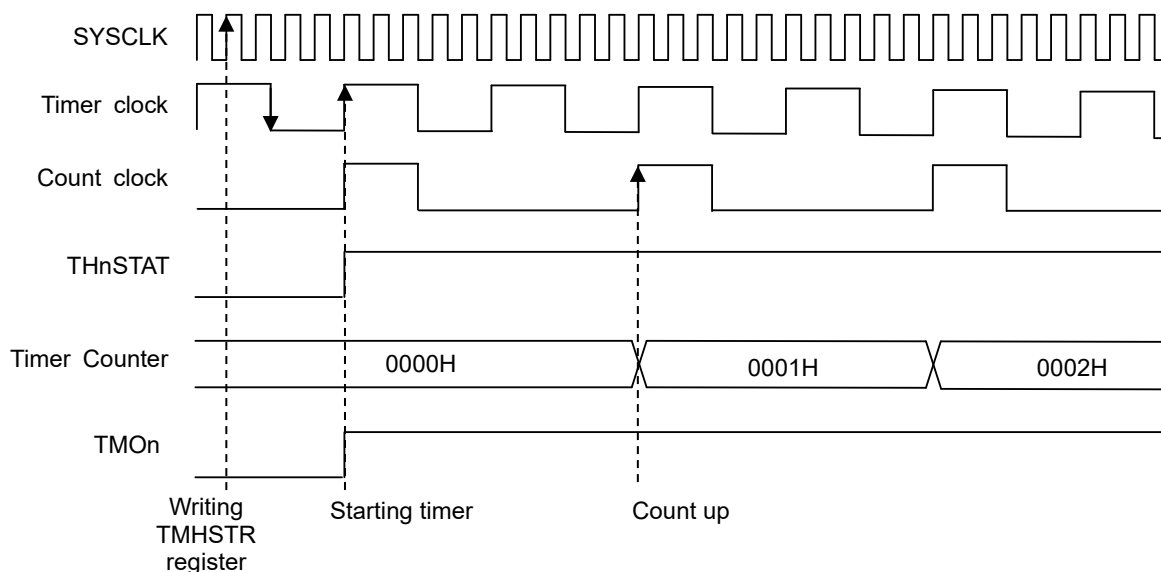 SYSCLK
Timer clock
Count clock
THnSTAT
Timer Counter
0000H
0001H
0002H
TMOn
Writing
TMHSTR
register
Starting timer
Count up